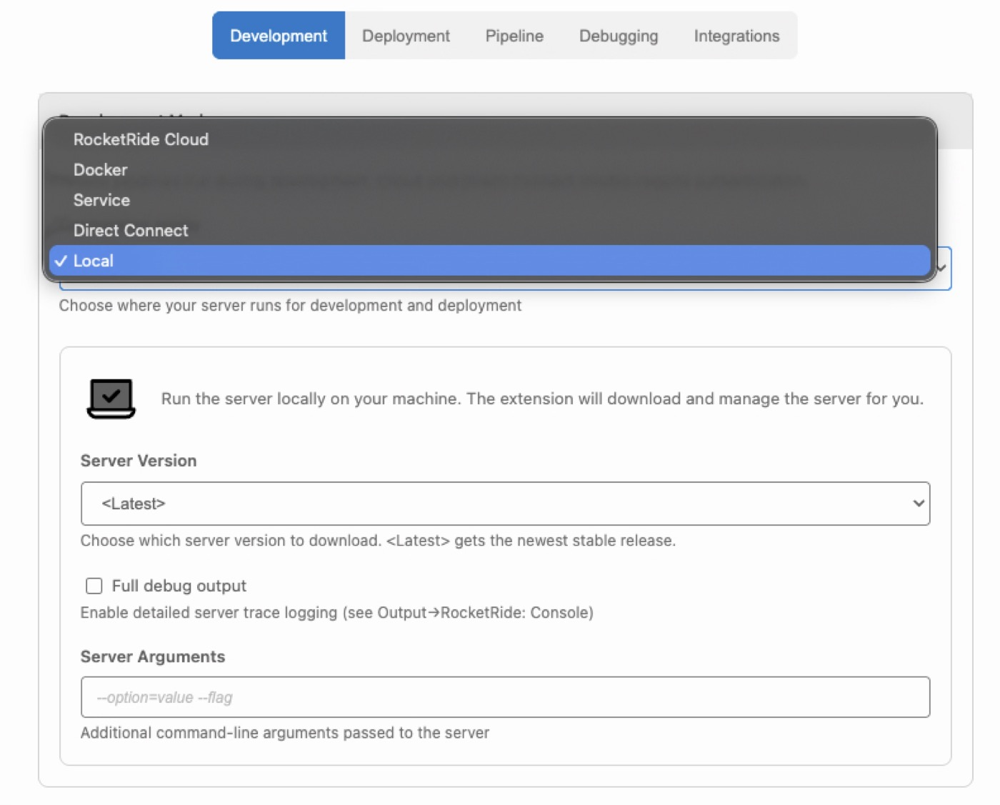 Development Deployment Pipeline Debugging Integrations
RocketRide Cloud
Docker
Service
Direct Connect
✓ Local
Choose where your server runs for development and deployment
Run the server locally on your machine. The extension will download and manage the server for you.
Server Version
<Latest>
Choose which server version to download. <Latest> gets the newest stable release.
Full debug output
Enable detailed server trace logging (see Output→RocketRide: Console)
Server Arguments
--option=value --flag
Additional command-line arguments passed to the server